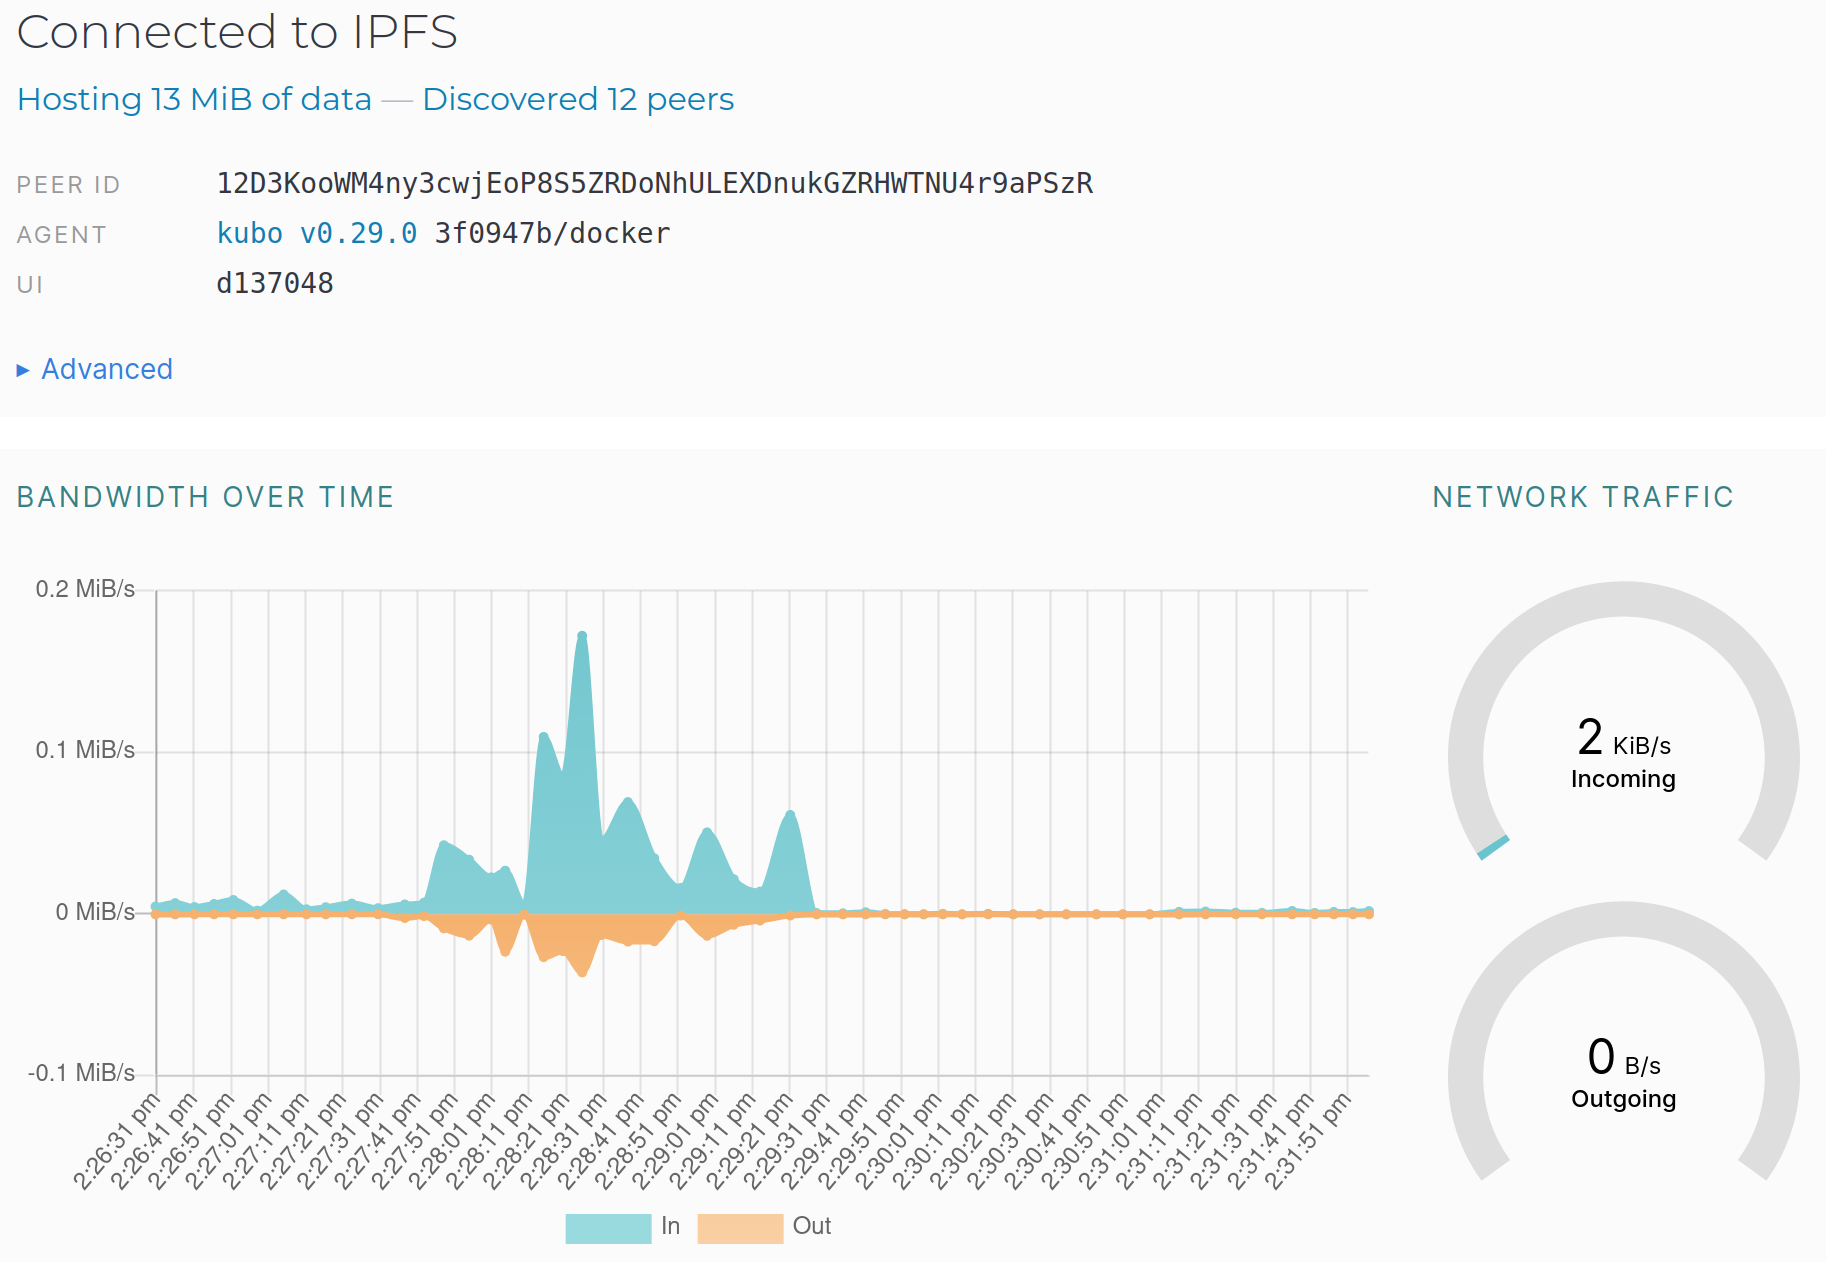 Connected to IPFS
Hosting 13 MiB of data — Discovered 12 peers
PEER ID 12D3KooWM4ny3cwjEoP8S5ZRDoNhULEXDnukGZRHWTNU4r9aPSzR
AGENT kubo v0.29.0 3f0947b/docker
UI d137048
▸ Advanced
BANDWIDTH OVER TIME
0.2 MiB/s
0.1 MiB/s
0 MiB/s
-0.1 MiB/s
2:26:31 pm
2:26:41 pm
2:26:51 pm
2:27:01 pm
2:27:11 pm
2:27:21 pm
2:27:31 pm
2:27:41 pm
2:27:51 pm
2:28:01 pm
2:28:11 pm
2:28:21 pm
2:28:31 pm
2:28:41 pm
2:28:51 pm
2:29:01 pm
2:29:11 pm
2:29:21 pm
2:29:31 pm
2:29:41 pm
2:29:51 pm
2:30:01 pm
2:30:11 pm
2:30:21 pm
2:30:31 pm
2:30:41 pm
2:30:51 pm
2:31:01 pm
2:31:11 pm
2:31:21 pm
2:31:31 pm
2:31:41 pm
2:31:51 pm
In Out
NETWORK TRAFFIC
2 KiB/s
Incoming
0 B/s
Outgoing